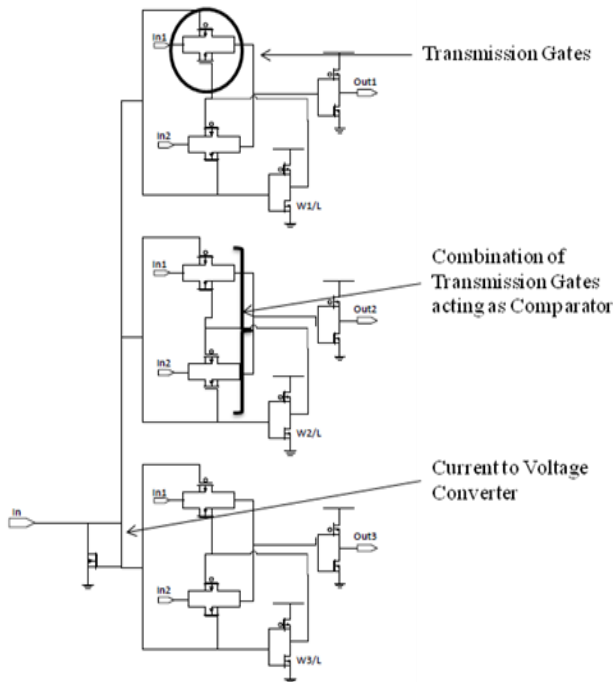 In1
Transmission Gates
Out1
In2
W1/L
In1
Combination of
Transmission Gates
acting as Comparator
Out2
In2
W2/L
Current to Voltage
Converter
In1
In
Out3
In2
W3/L